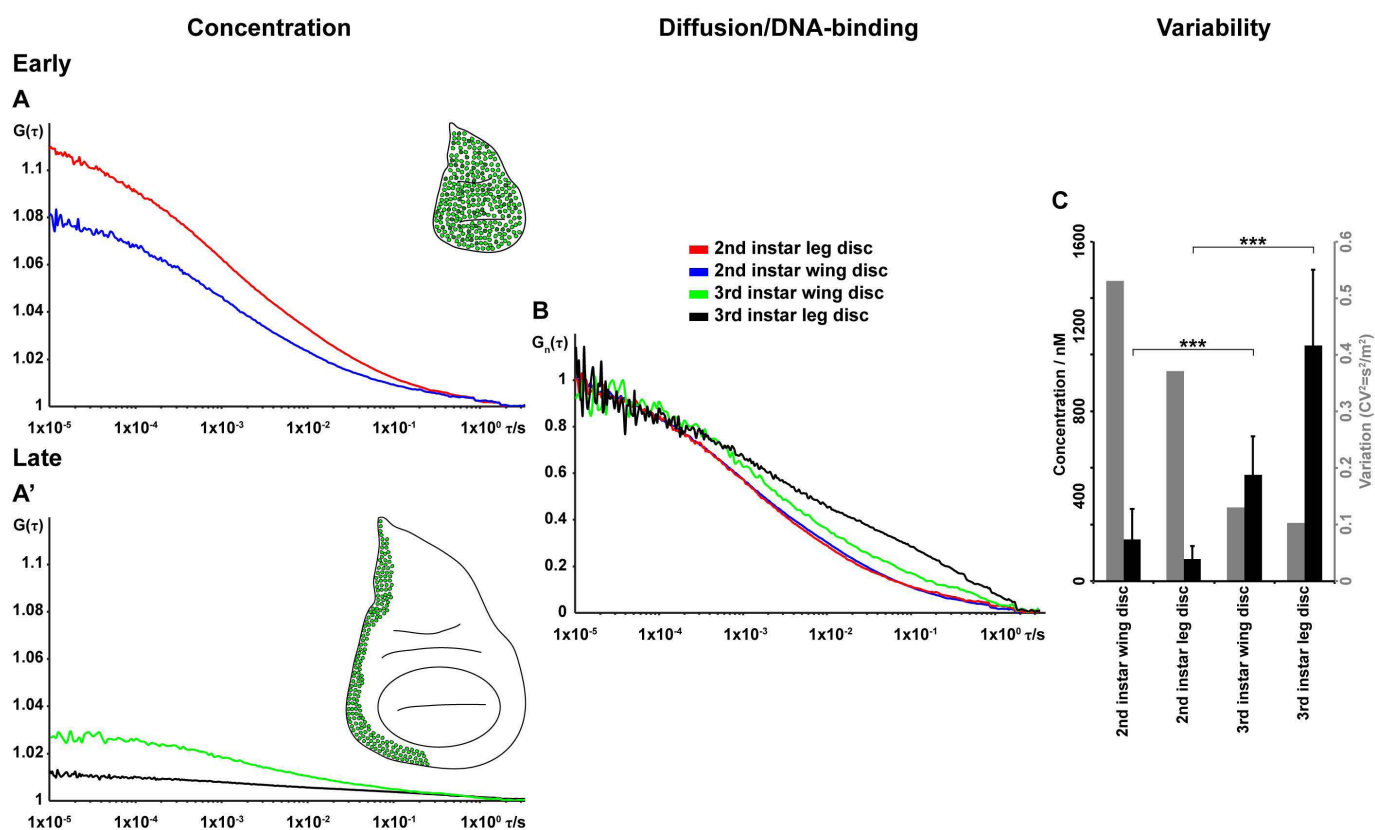 Concentration
Diffusion/DNA-binding
Variability
Early
A
G(τ)
1.1
1.08
1.06
1.04
1.02
1
1x10⁻⁵ 1x10⁻⁴ 1x10⁻³ 1x10⁻² 1x10⁻¹ 1x10⁰ τ/s
Late
A'
G(τ)
1.1
1.08
1.06
1.04
1.02
1
1x10⁻⁵ 1x10⁻⁴ 1x10⁻³ 1x10⁻² 1x10⁻¹ 1x10⁰ τ/s
2nd instar leg disc
2nd instar wing disc
3rd instar wing disc
3rd instar leg disc
B
Gₙ(τ)
1
0.8
0.6
0.4
0.2
0
1x10⁻⁵ 1x10⁻⁴ 1x10⁻³ 1x10⁻² 1x10⁻¹ 1x10⁰ τ/s
C
Concentration / nM
1600
1200
800
400
0
***
***
0.6
0.5
0.4
0.3
0.2
0.1
0
Variation (CV²=s²/m²)
2nd instar wing disc
2nd instar leg disc
3rd instar wing disc
3rd instar leg disc